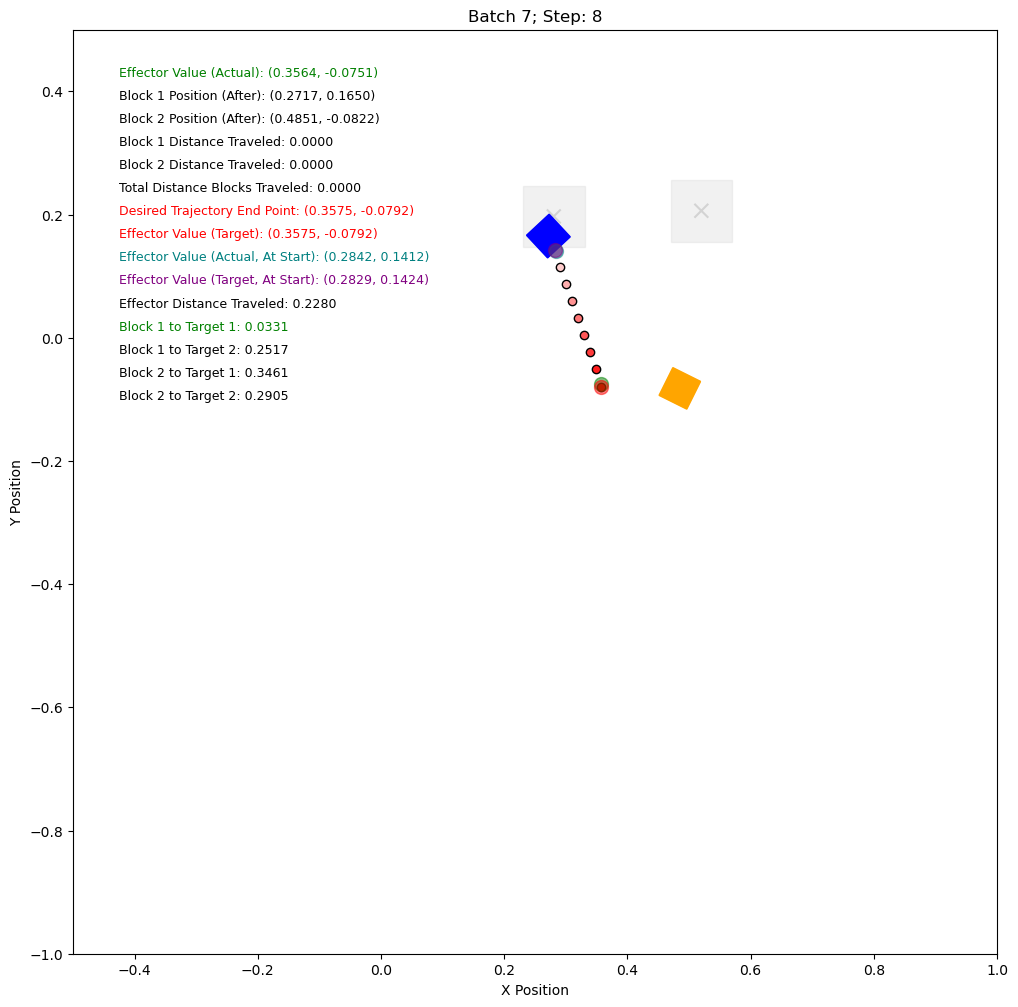 Batch 7; Step: 8
Effector Value (Actual): (0.3564, -0.0751)
Block 1 Position (After): (0.2717, 0.1650)
Block 2 Position (After): (0.4851, -0.0822)
Block 1 Distance Traveled: 0.0000
Block 2 Distance Traveled: 0.0000
Total Distance Blocks Traveled: 0.0000
Desired Trajectory End Point: (0.3575, -0.0792)
Effector Value (Target): (0.3575, -0.0792)
Effector Value (Actual, At Start): (0.2842, 0.1412)
Effector Value (Target, At Start): (0.2829, 0.1424)
Effector Distance Traveled: 0.2280
Block 1 to Target 1: 0.0331
Block 1 to Target 2: 0.2517
Block 2 to Target 1: 0.3461
Block 2 to Target 2: 0.2905
Y Position
0.4
0.2
0.0
−0.2
−0.4
−0.6
−0.8
−1.0
−0.4 −0.2 0.0 0.2 0.4 0.6 0.8 1.0
X Position